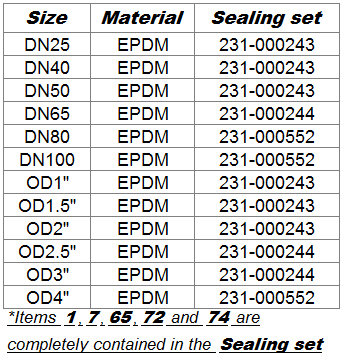 Size Material Sealing set
DN25 EPDM 231-000243
DN40 EPDM 231-000243
DN50 EPDM 231-000243
DN65 EPDM 231-000244
DN80 EPDM 231-000552
DN100 EPDM 231-000552
OD1" EPDM 231-000243
OD1.5" EPDM 231-000243
OD2" EPDM 231-000243
OD2.5" EPDM 231-000244
OD3" EPDM 231-000244
OD4" EPDM 231-000552
*Items 1, 7, 65, 72 and 74 are
completely contained in the Sealing set